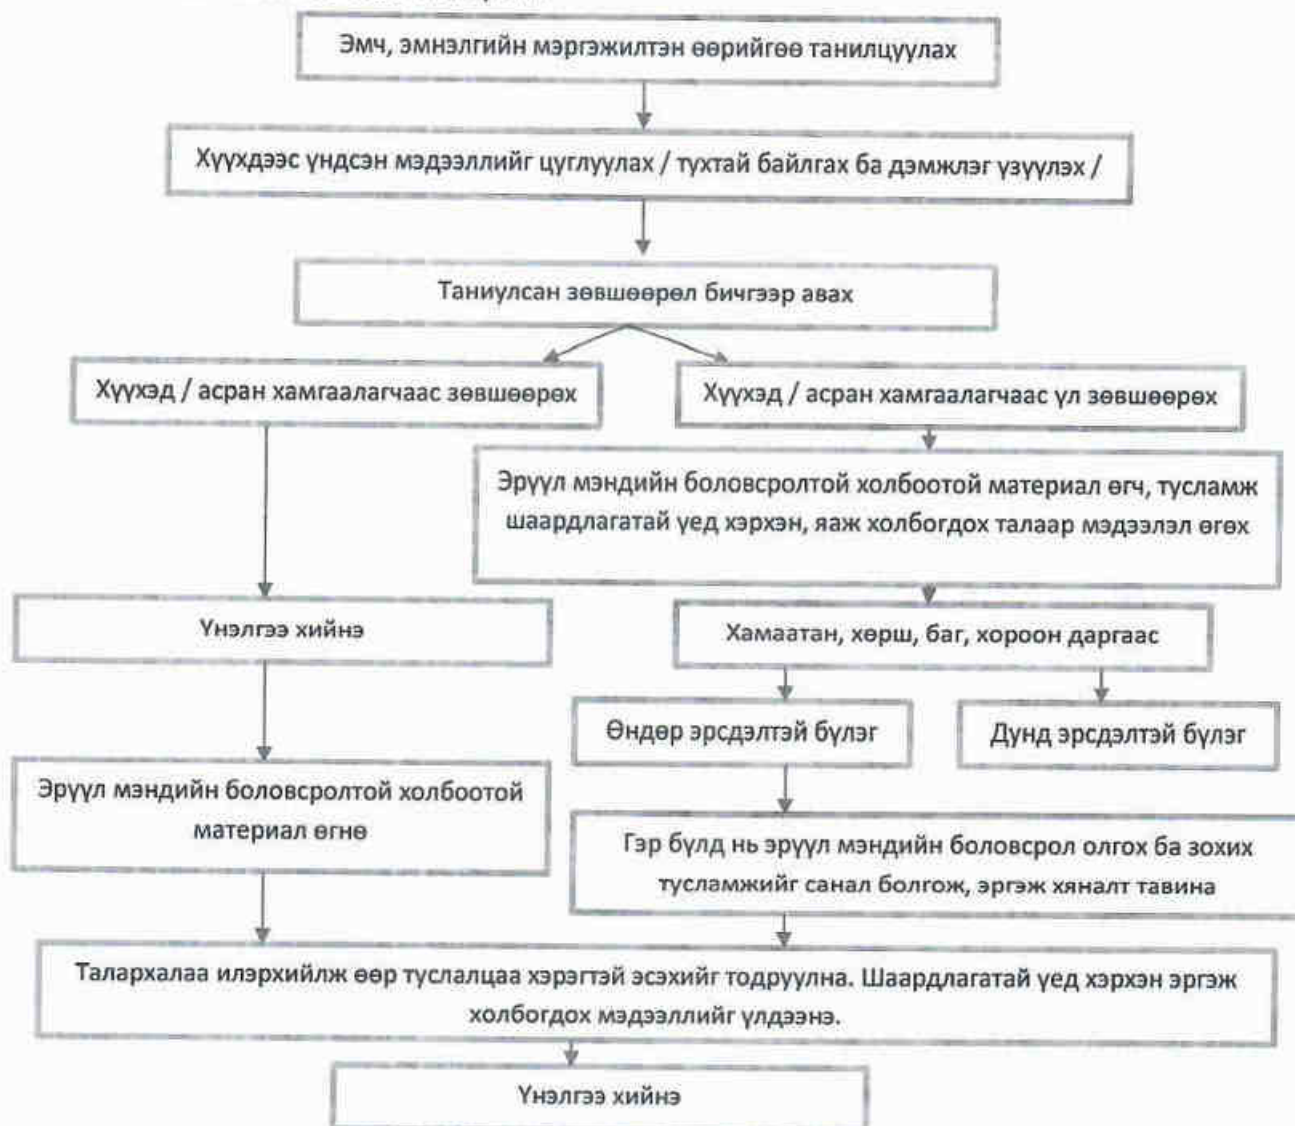 Эмч, эмнэлгийн мэргэжилтэн өөрийгөө танилцуулах
Хүүхдээс үндсэн мэдээллийг цуглуулах / тухтай байлгах ба дэмжлэг үзүүлэх /
Таниулсан зөвшөөрөл бичгээр авах
Хүүхэд / асран хамгаалагчаас зөвшөөрөх
Хүүхэд / асран хамгаалагчаас үл зөвшөөрөх
Эрүүл мэндийн боловсролтой холбоотой материал өгч, тусламж
шаардлагатай үед хэрхэн, яаж холбогдох талаар мэдээлэл өгөх
Үнэлгээ хийнэ
Хамаатан, хөрш, баг, хороон даргаас
Өндөр эрсдэлтэй бүлэг
Дунд эрсдэлтэй бүлэг
Эрүүл мэндийн боловсролтой холбоотой
материал өгнө
Гэр бүлд нь эрүүл мэндийн боловсрол олгох ба зохих
тусламжийг санал болгож, эргэж хяналт тавина
Талархалаа илэрхийлж өөр туслалцаа хэрэгтэй эсэхийг тодруулна. Шаардлагатай үед хэрхэн эргэж
холбогдох мэдээллийг үлдээнэ.
Үнэлгээ хийнэ